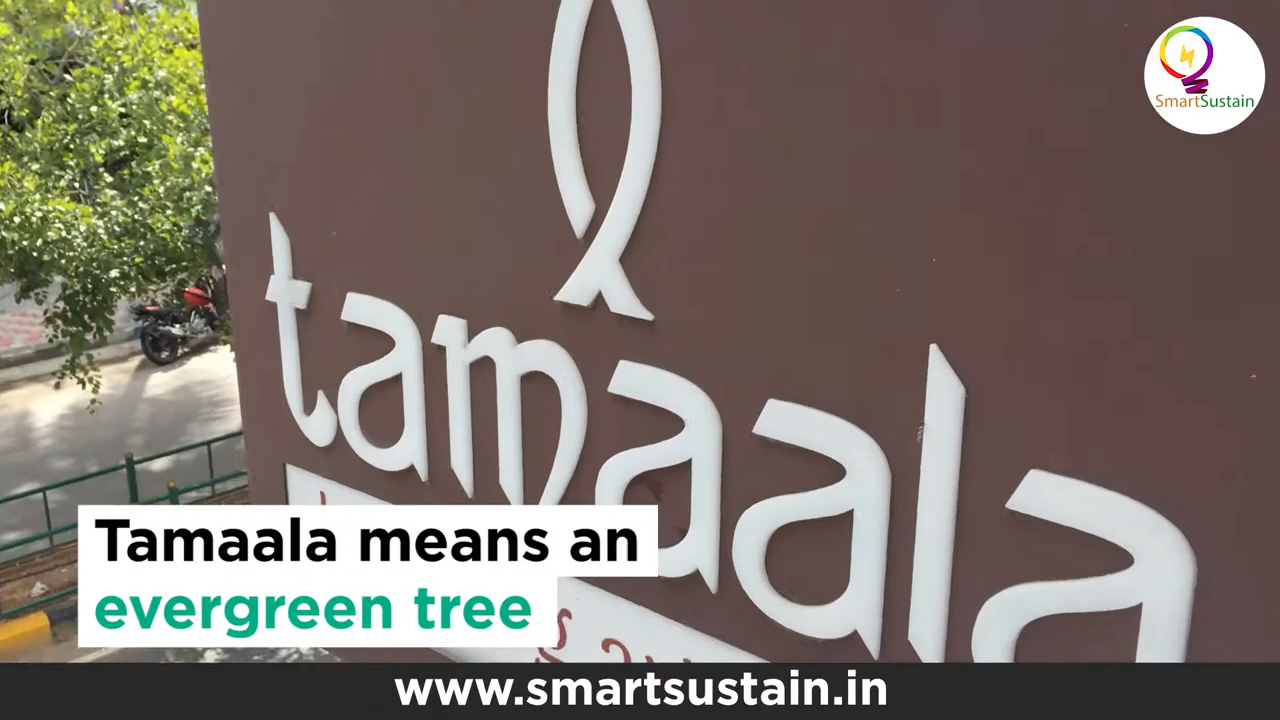 SmartSustain
tamaala
Tamaala means an
evergreen tree
www.smartsustain.in